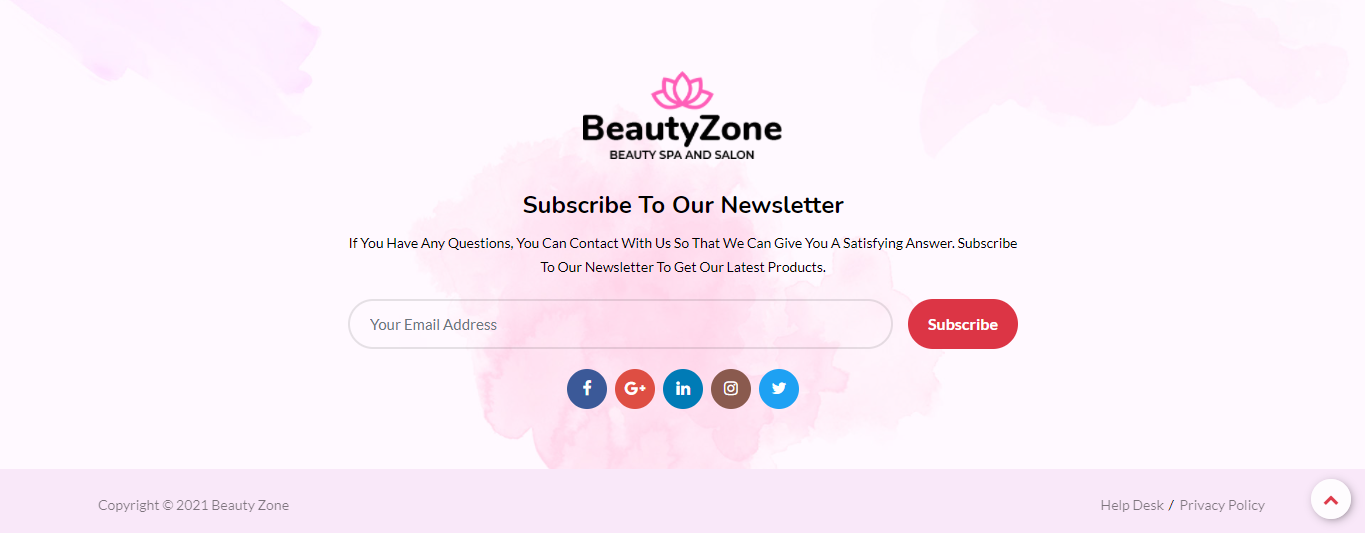 BeautyZone
BEAUTY SPA AND SALON
Subscribe To Our Newsletter
If You Have Any Questions, You Can Contact With Us So That We Can Give You A Satisfying Answer. Subscribe
To Our Newsletter To Get Our Latest Products.
Your Email Address
Subscribe
Copyright © 2021 Beauty Zone
Help Desk / Privacy Policy